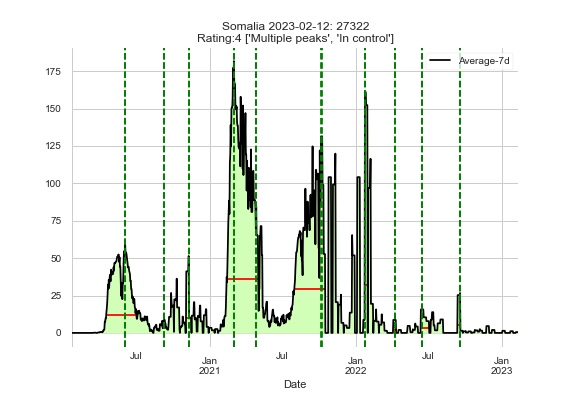 Somalia 2023-02-12: 27322
Rating:4 ['Multiple peaks', 'In control']
Average-7d
175
150
125
100
75
50
25
0
Jul
Jan
2021
Jul
Jan
2022
Jul
Jan
2023
Date